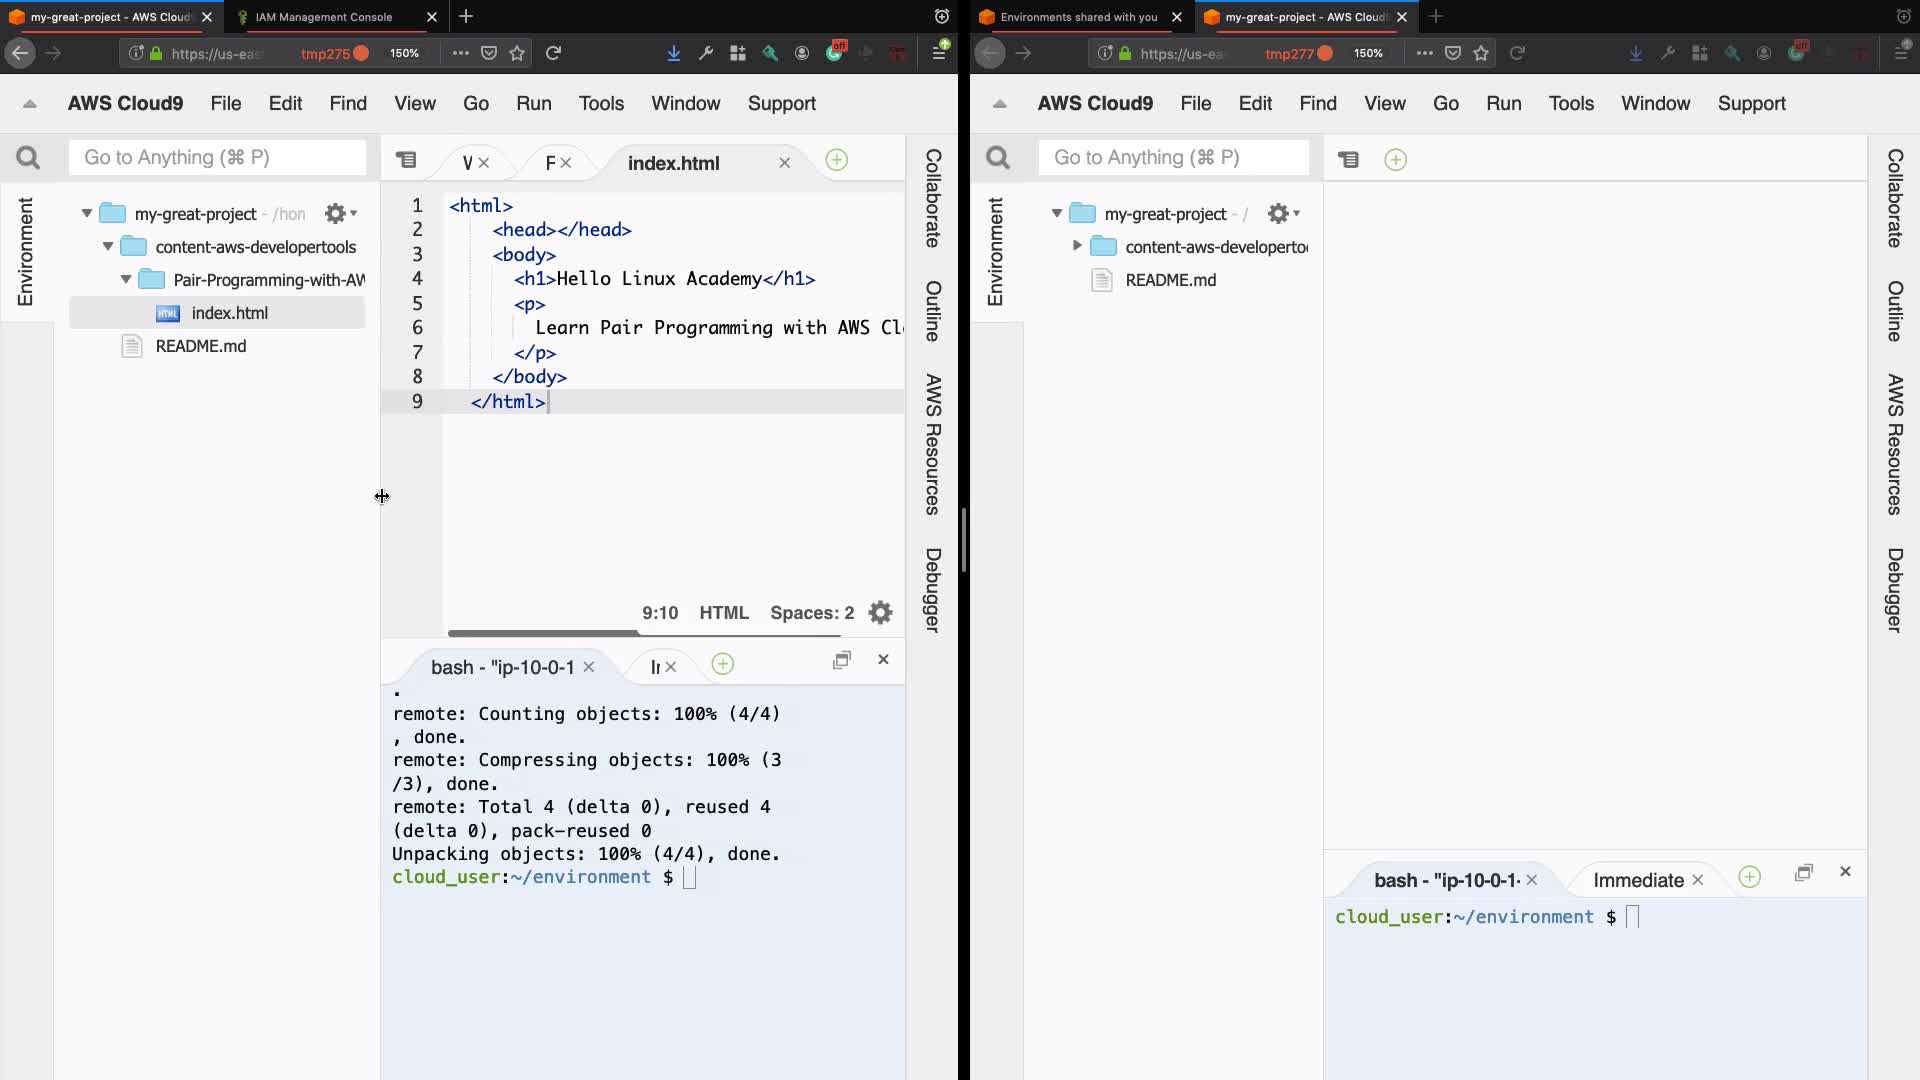 my-great-project - AWS Cloud9
IAM Management Console
https://us-eas
tmp275
150%
off
AWS Cloud9 File Edit Find View Go Run Tools Window Support
Go to Anything (⌘ P)
Environment
my-great-project - /hon
content-aws-developertools
Pair-Programming-with-AW
index.html
README.md
V
F
index.html
1 <html>
2 <head></head>
3 <body>
4 <h1>Hello Linux Academy</h1>
5 <p>
6 Learn Pair Programming with AWS Cl
7 </p>
8 </body>
9 </html>
9:10 HTML Spaces: 2
bash - "ip-10-0-1
.
remote: Counting objects: 100% (4/4)
, done.
remote: Compressing objects: 100% (3
/3), done.
remote: Total 4 (delta 0), reused 4
(delta 0), pack-reused 0
Unpacking objects: 100% (4/4), done.
cloud_user:~/environment $
Collaborate
Outline
AWS Resources
Debugger
Environments shared with you
my-great-project - AWS Cloud9
https://us-ea
tmp277
150%
off
AWS Cloud9 File Edit Find View Go Run Tools Window Support
Go to Anything (⌘ P)
Environment
my-great-project - /
content-aws-developertoo
README.md
bash - "ip-10-0-1-
Immediate
cloud_user:~/environment $
Collaborate
Outline
AWS Resources
Debugger